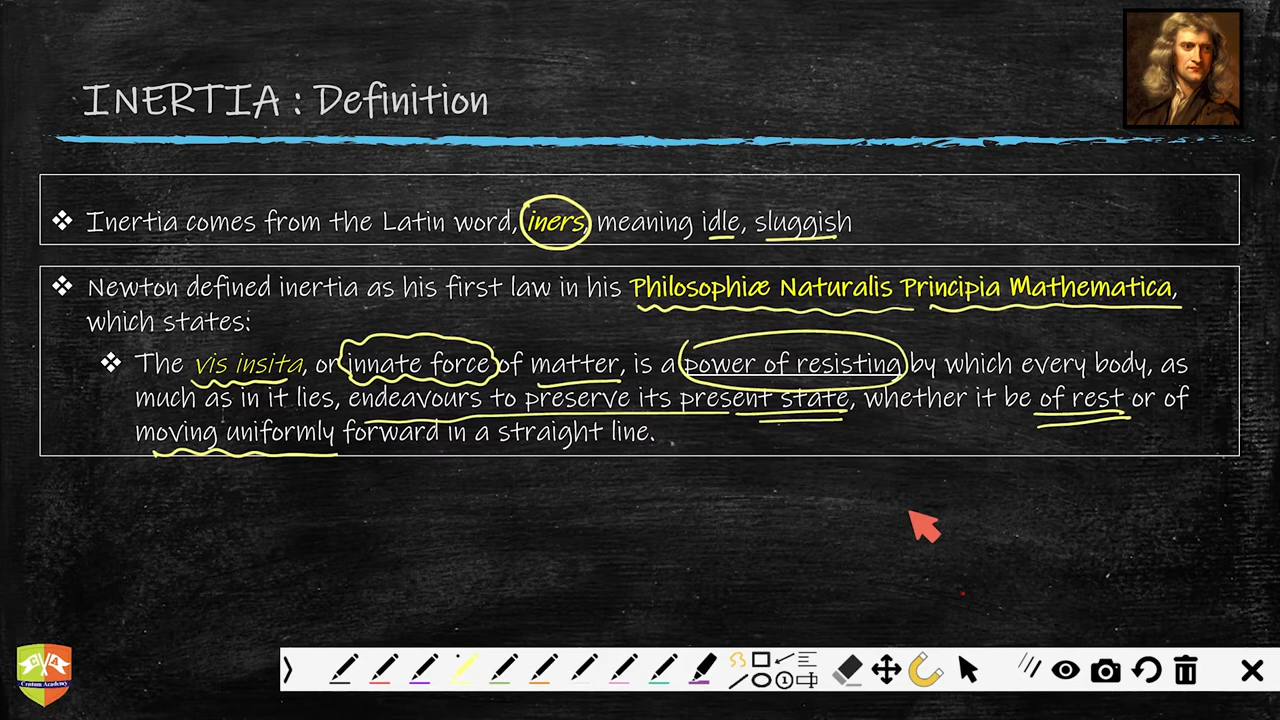 INERTIA : Definition
❖ Inertia comes from the Latin word, iners, meaning idle, sluggish
❖ Newton defined inertia as his first law in his Philosophiæ Naturalis Principia Mathematica,
which states:
❖ The vis insita, or innate force of matter, is a power of resisting by which every body, as
much as in it lies, endeavours to preserve its present state, whether it be of rest or of
moving uniformly forward in a straight line.
CVA
Centum Academy